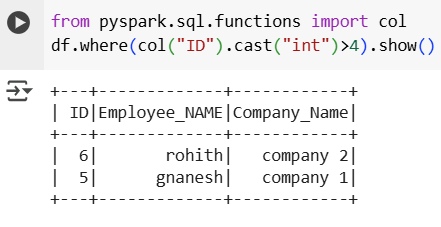 from pyspark.sql.functions import col
df.where(col("ID").cast("int")>4).show()
+---+-------------+------------+
| ID|Employee_NAME|Company_Name|
+---+-------------+------------+
|  6|       rohith|   company 2|
|  5|      gnanesh|   company 1|
+---+-------------+------------+